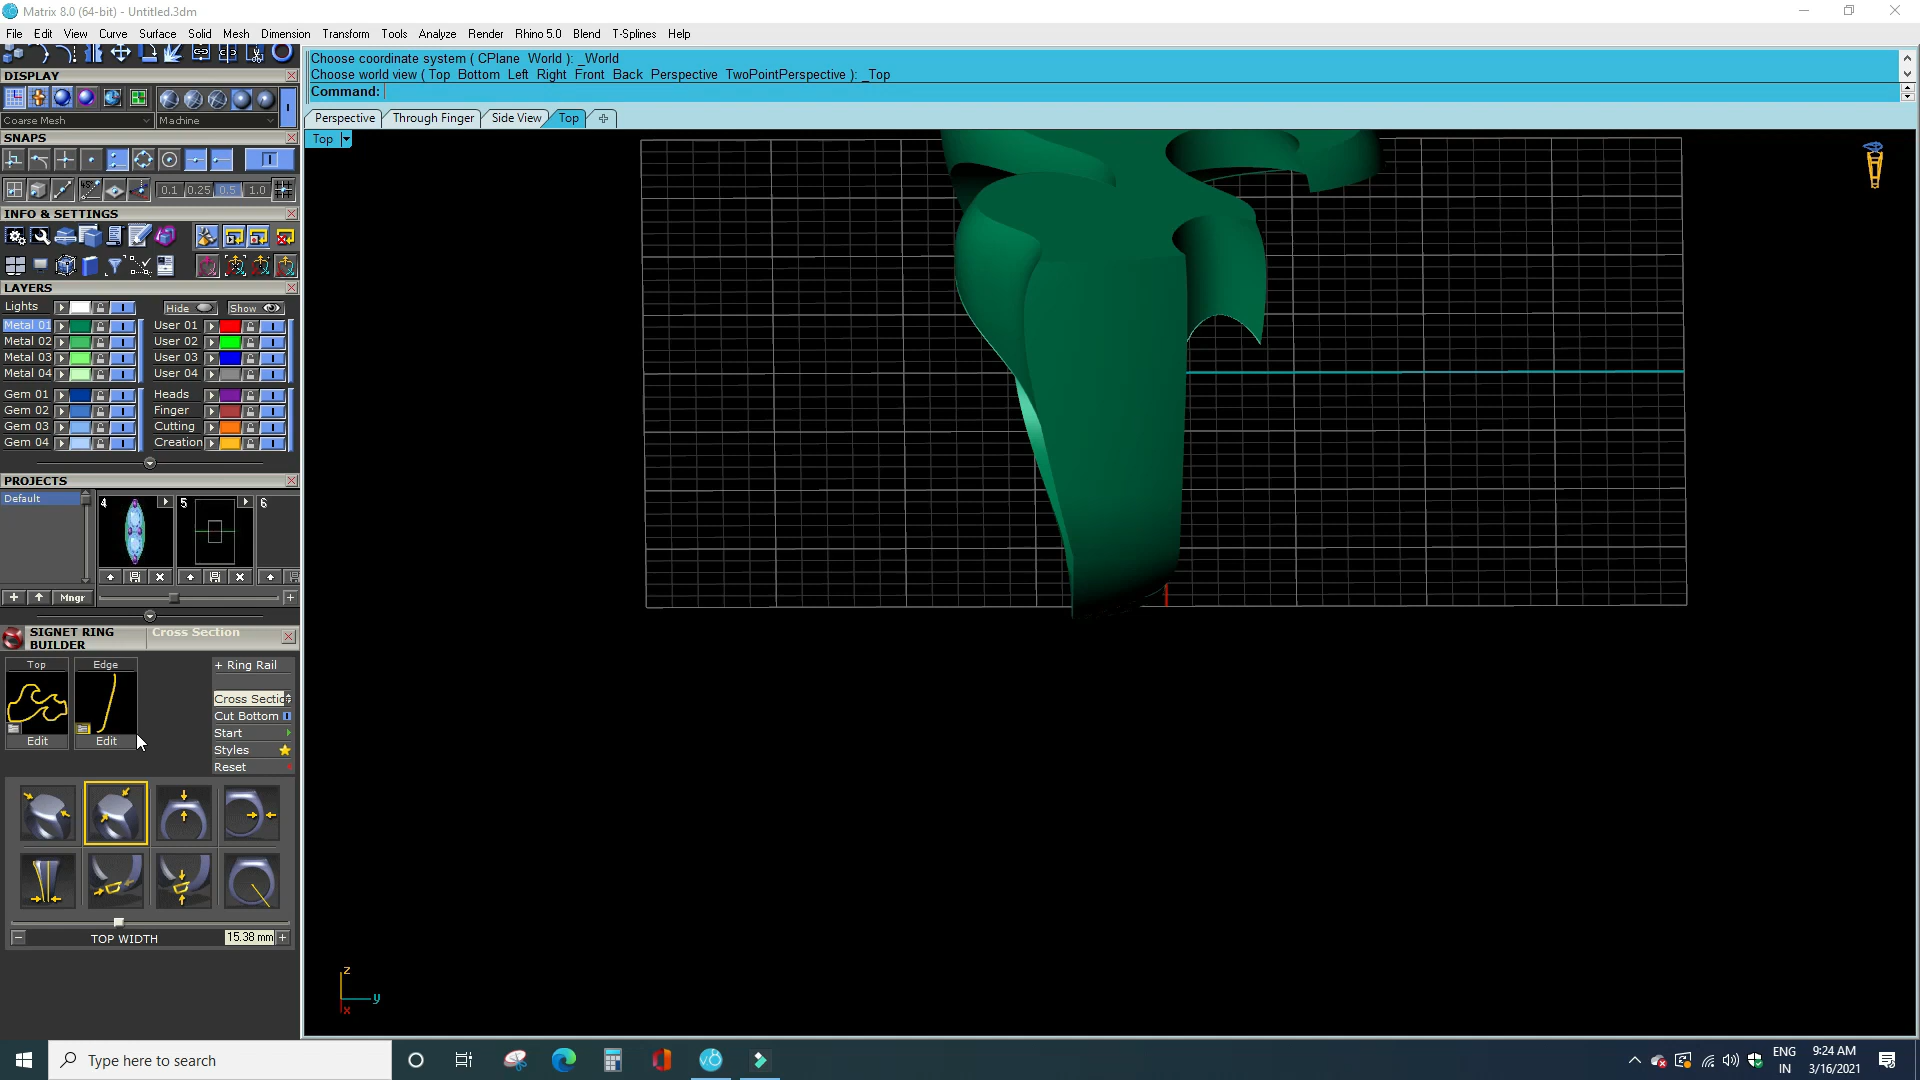 Matrix 8.0 (64-bit) - Untitled.3dm
File Edit View Curve Surface Solid Mesh Dimension Transform Tools Analyze Render Rhino 5.0 Blend T-Splines Help
Choose coordinate system ( CPlane World ): _World
Choose world view ( Top Bottom Left Right Front Back Perspective TwoPointPerspective ): _Top
Command:
Perspective Through Finger Side View Top
Top
DISPLAY
Coarse Mesh Machine
SNAPS
0.1 0.25 0.5 1.0
INFO & SETTINGS
LAYERS
Lights Hide Show
Metal 01 User 01
Metal 02 User 02
Metal 03 User 03
Metal 04 User 04
Gem 01 Heads
Gem 02 Finger
Gem 03 Cutting
Gem 04 Creation
PROJECTS
Default 4 5 6
Mngr
SIGNET RING BUILDER Cross Section
Top Edge + Ring Rail
Cross Sectio
Cut Bottom
Start
Edit Edit
Styles
Reset
TOP WIDTH 15.38 mm
z
y
x
Type here to search
ENG
IN
9:24 AM
3/16/2021